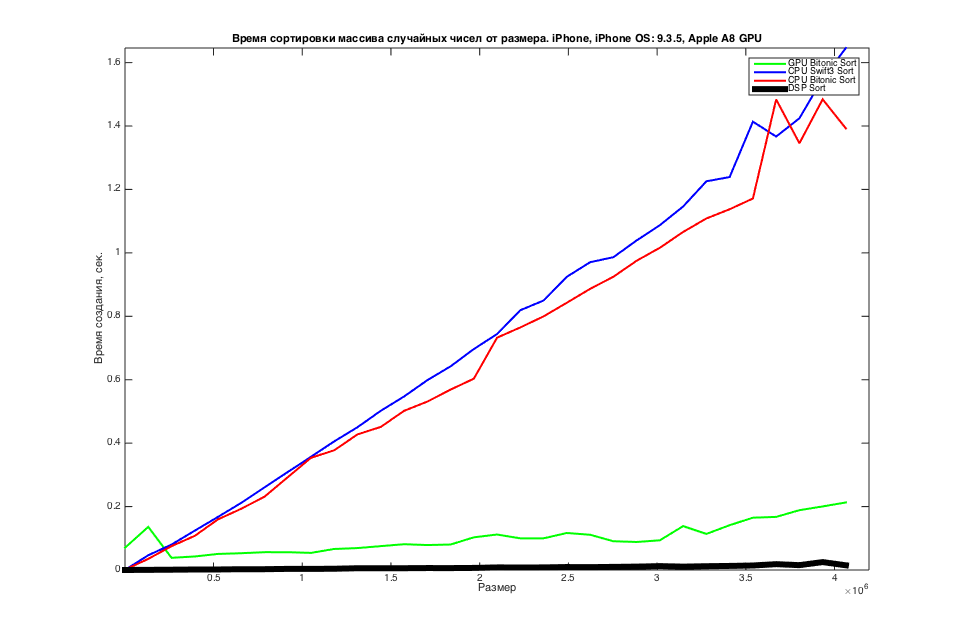 Время сортировки массива случайных чисел от размера. iPhone, iPhone OS: 9.3.5, Apple A8 GPU
GPU Bitonic Sort
CPU Swift3 Sort
CPU Bitonic Sort
DSP Sort
Время создания, сек.
1.6
1.4
1.2
1
0.8
0.6
0.4
0.2
0
0.5
1
1.5
2
2.5
3
3.5
4
×10⁶
Размер